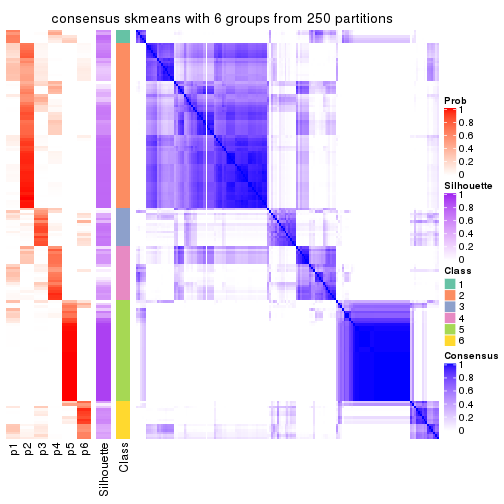 consensus skmeans with 6 groups from 250 partitions
Prob
1
0.8
0.6
0.4
0.2
0
Silhouette
1
0.8
0.6
0.4
0.2
0
Class
1
2
3
4
5
6
Consensus
1
0.8
0.6
0.4
0.2
0
p1
p2
p3
p4
p5
p6
Silhouette
Class